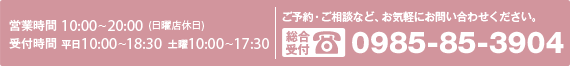 営業時間 10:00~20:00 (日曜店休日)
受付時間 平日10:00~18:30 土曜10:00~17:30
ご予約・ご相談など、お気軽にお問い合わせください。
総合受付 0985-85-3904